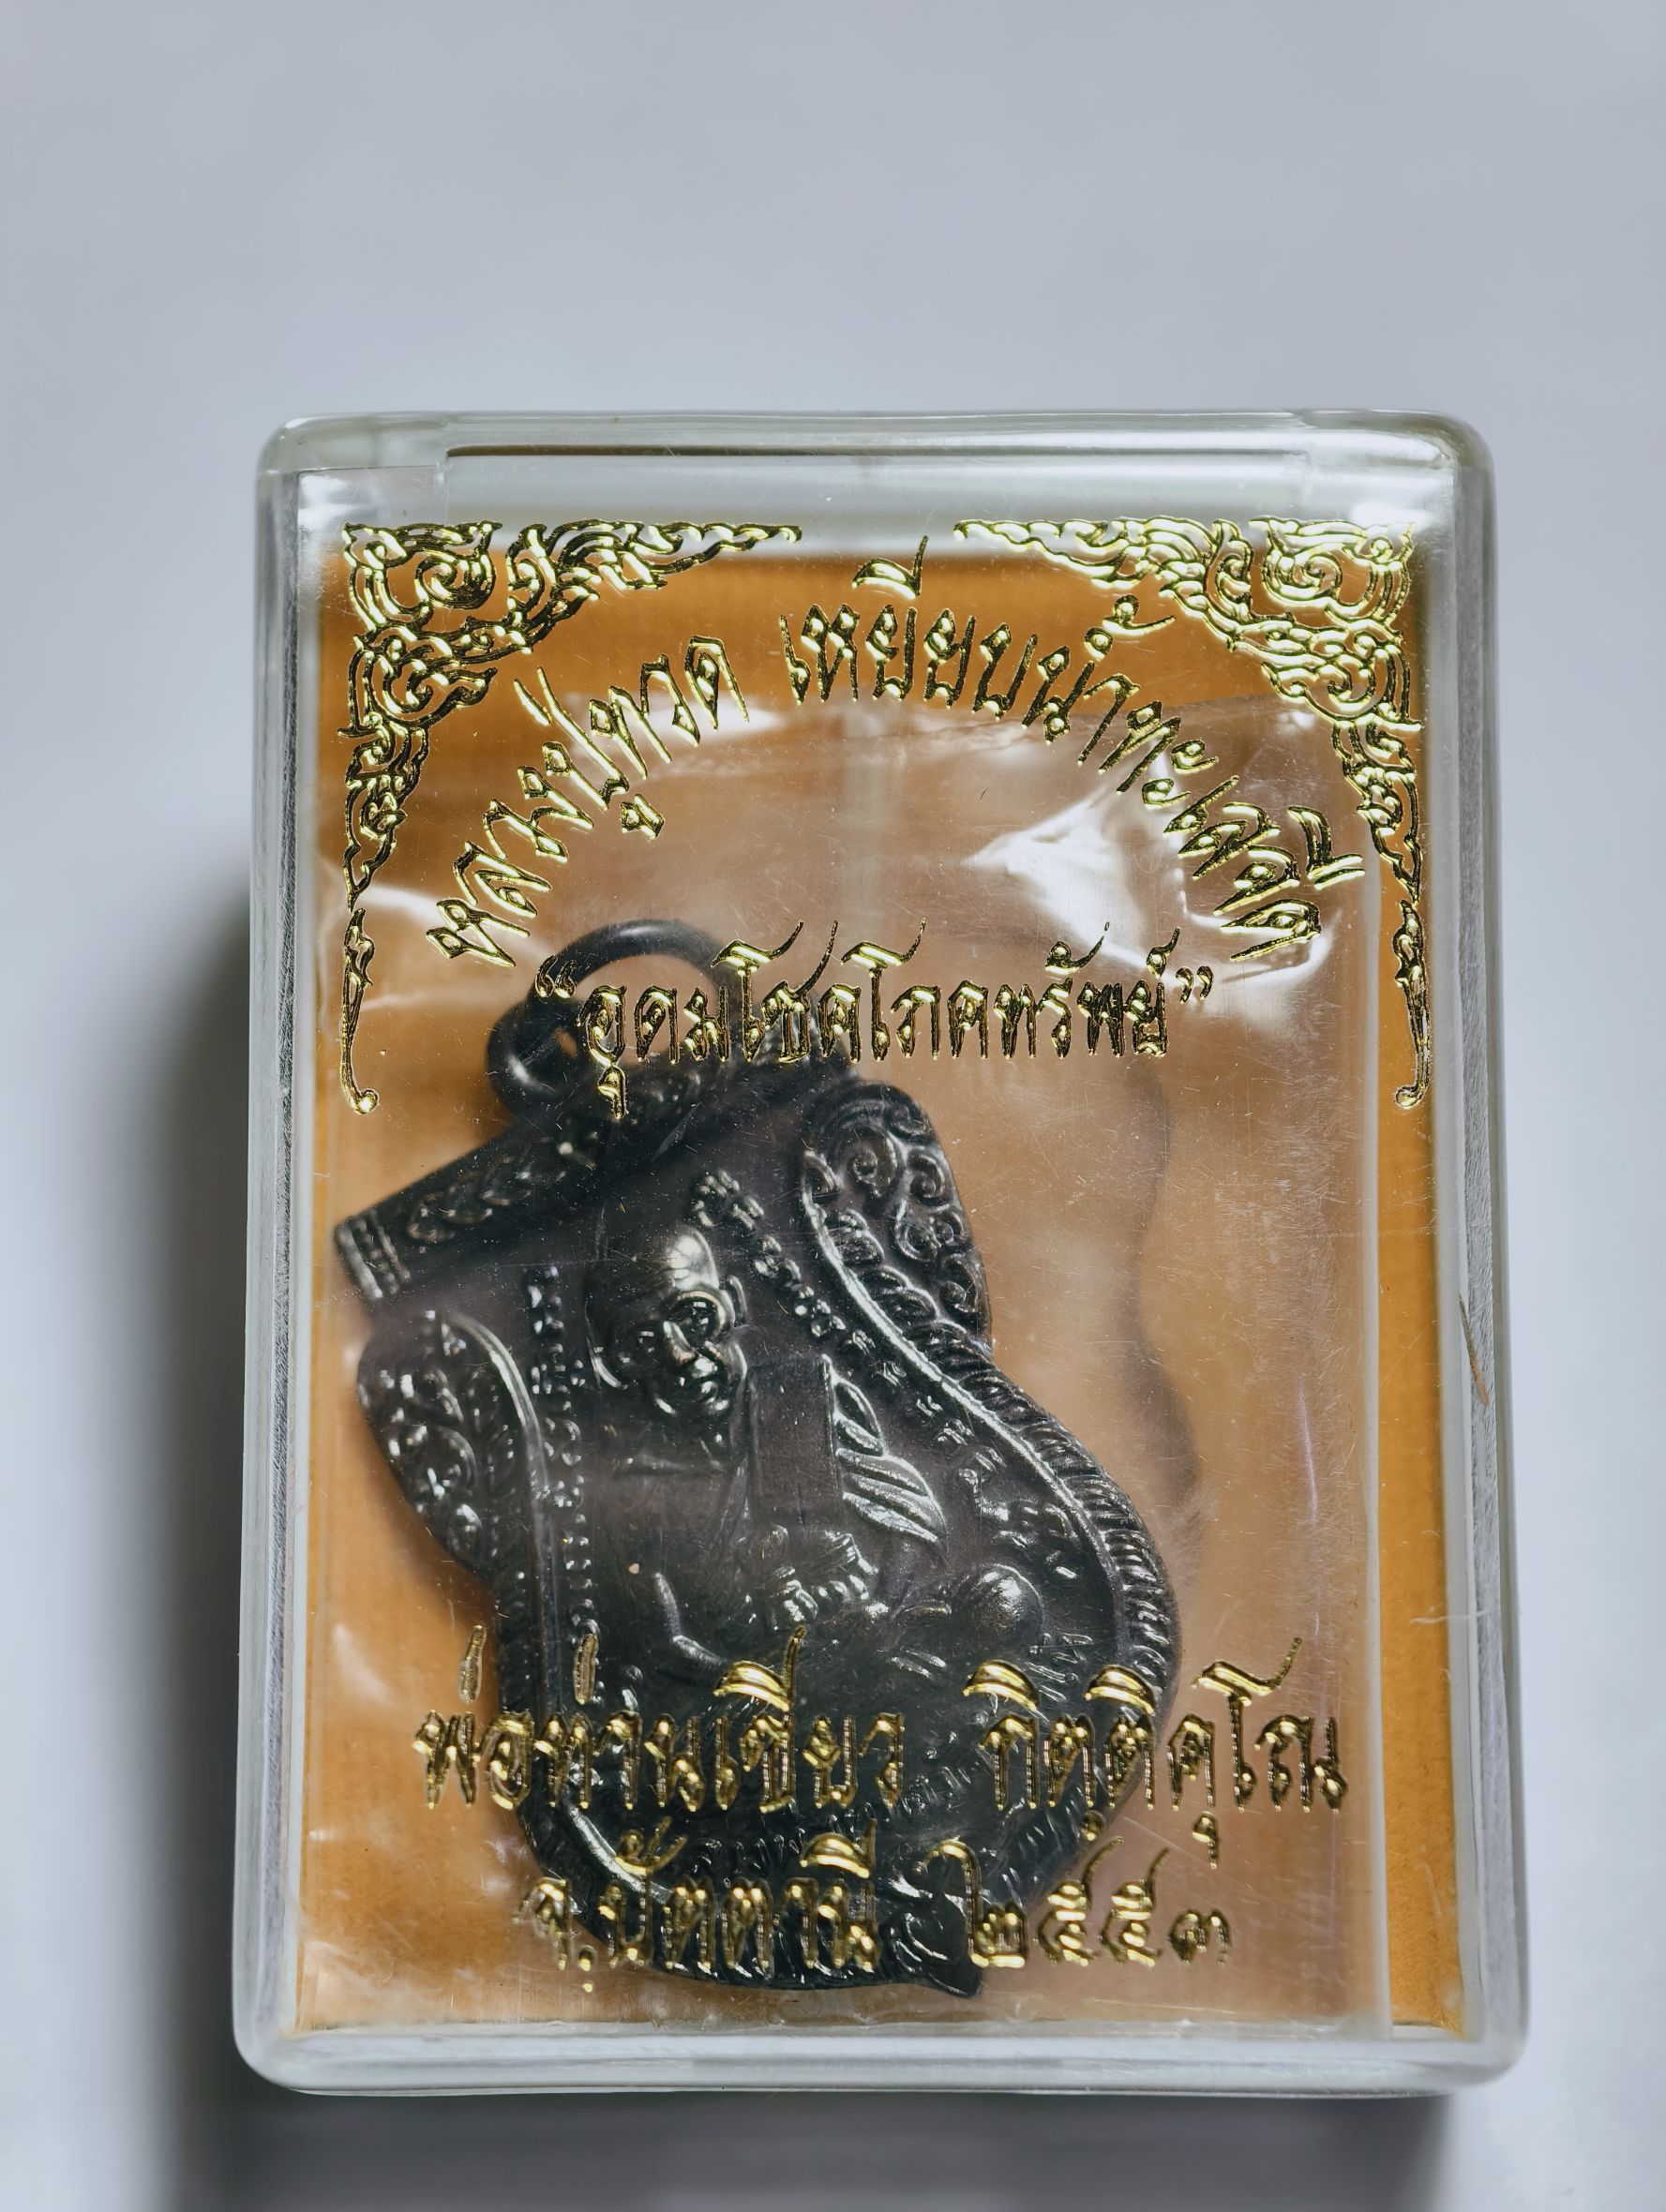 หลวงปู่ทวด เหยียบน้ำทะเลจืด
“อุดมโชคโภคทรัพย์”
พ่อท่านเขียว กิตฺติคุโณ
จ.ปัตตานี ๒๕๕๓